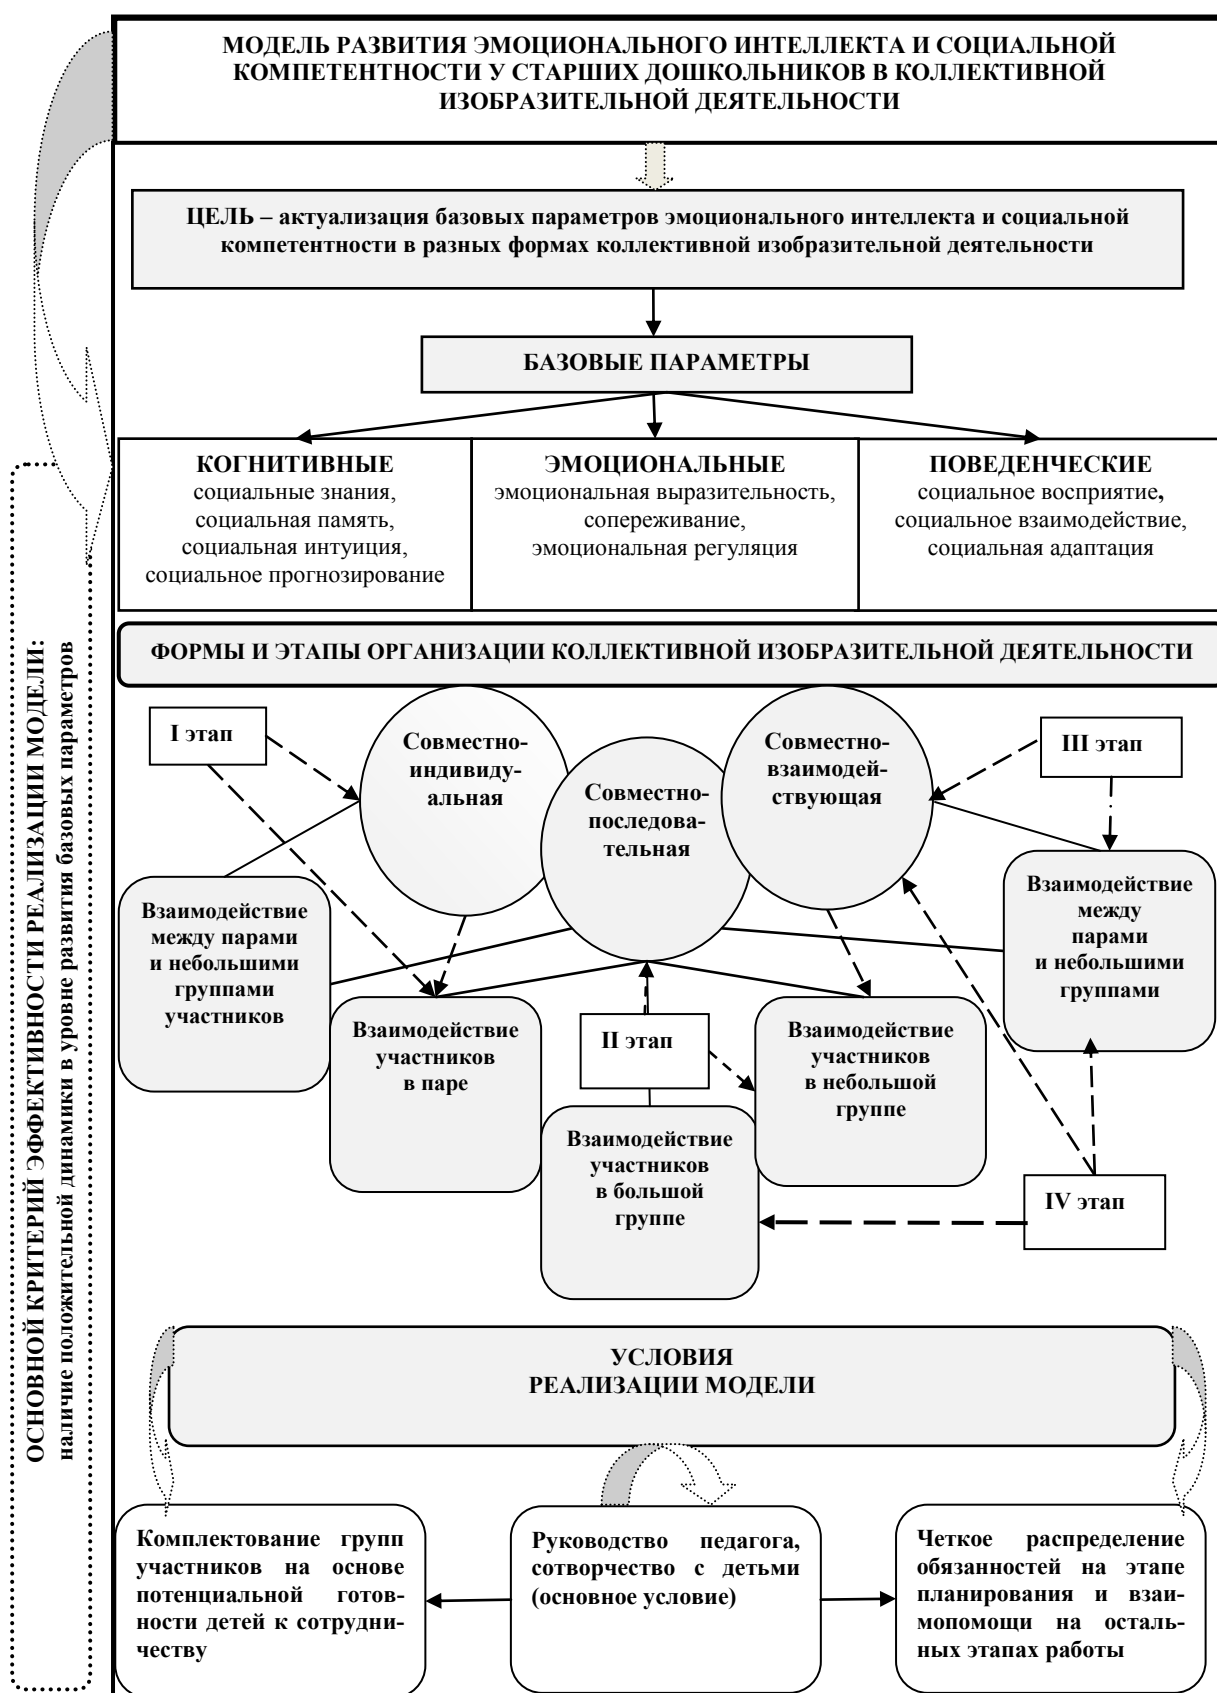 МОДЕЛЬ РАЗВИТИЯ ЭМОЦИОНАЛЬНОГО ИНТЕЛЛЕКТА И СОЦИАЛЬНОЙ
КОМПЕТЕНТНОСТИ У СТАРШИХ ДОШКОЛЬНИКОВ В КОЛЛЕКТИВНОЙ
ИЗОБРАЗИТЕЛЬНОЙ ДЕЯТЕЛЬНОСТИ
ЦЕЛЬ – актуализация базовых параметров эмоционального интеллекта и социальной
компетентности в разных формах коллективной изобразительной деятельности
БАЗОВЫЕ ПАРАМЕТРЫ
КОГНИТИВНЫЕ
социальные знания,
социальная память,
социальная интуиция,
социальное прогнозирование
ЭМОЦИОНАЛЬНЫЕ
эмоциональная выразительность,
сопереживание,
эмоциональная регуляция
ПОВЕДЕНЧЕСКИЕ
социальное восприятие,
социальное взаимодействие,
социальная адаптация
ОСНОВНОЙ КРИТЕРИЙ ЭФФЕКТИВНОСТИ РЕАЛИЗАЦИИ МОДЕЛИ:
наличие положительной динамики в уровне развития базовых параметров
ФОРМЫ И ЭТАПЫ ОРГАНИЗАЦИИ КОЛЛЕКТИВНОЙ ИЗОБРАЗИТЕЛЬНОЙ ДЕЯТЕЛЬНОСТИ
I этап
Совместно-
индивиду-
альная
Совместно-
последова-
тельная
Совместно-
взаимодей-
ствующая
III этап
Взаимодействие
между парами
и небольшими
группами
участников
Взаимодействие
участников
в паре
II этап
Взаимодействие
участников
в большой
группе
Взаимодействие
участников
в небольшой
группе
Взаимодействие
между
парами
и небольшими
группами
IV этап
УСЛОВИЯ
РЕАЛИЗАЦИИ МОДЕЛИ
Комплектование групп
участников на основе
потенциальной готов-
ности детей к сотрудни-
честву
Руководство педагога,
сотворчество с детьми
(основное условие)
Четкое распределение
обязанностей на этапе
планирования и взаи-
мопомощи на осталь-
ных этапах работы